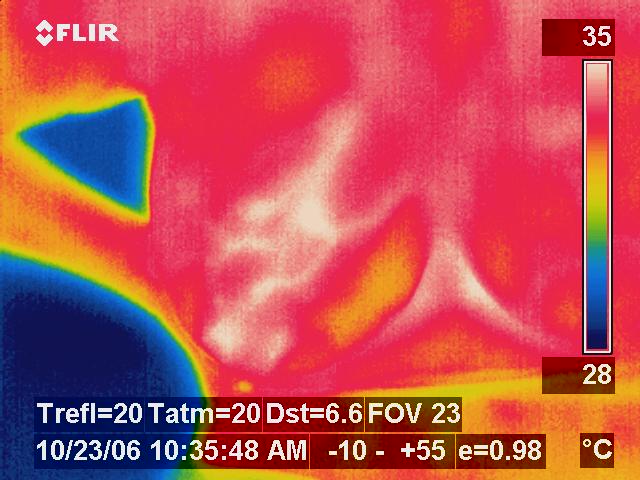 FLIR
35
28
Trefl=20 Tatm=20 Dst=6.6 FOV 23
10/23/06 10:35:48 AM -10 - +55 e=0.98 °C